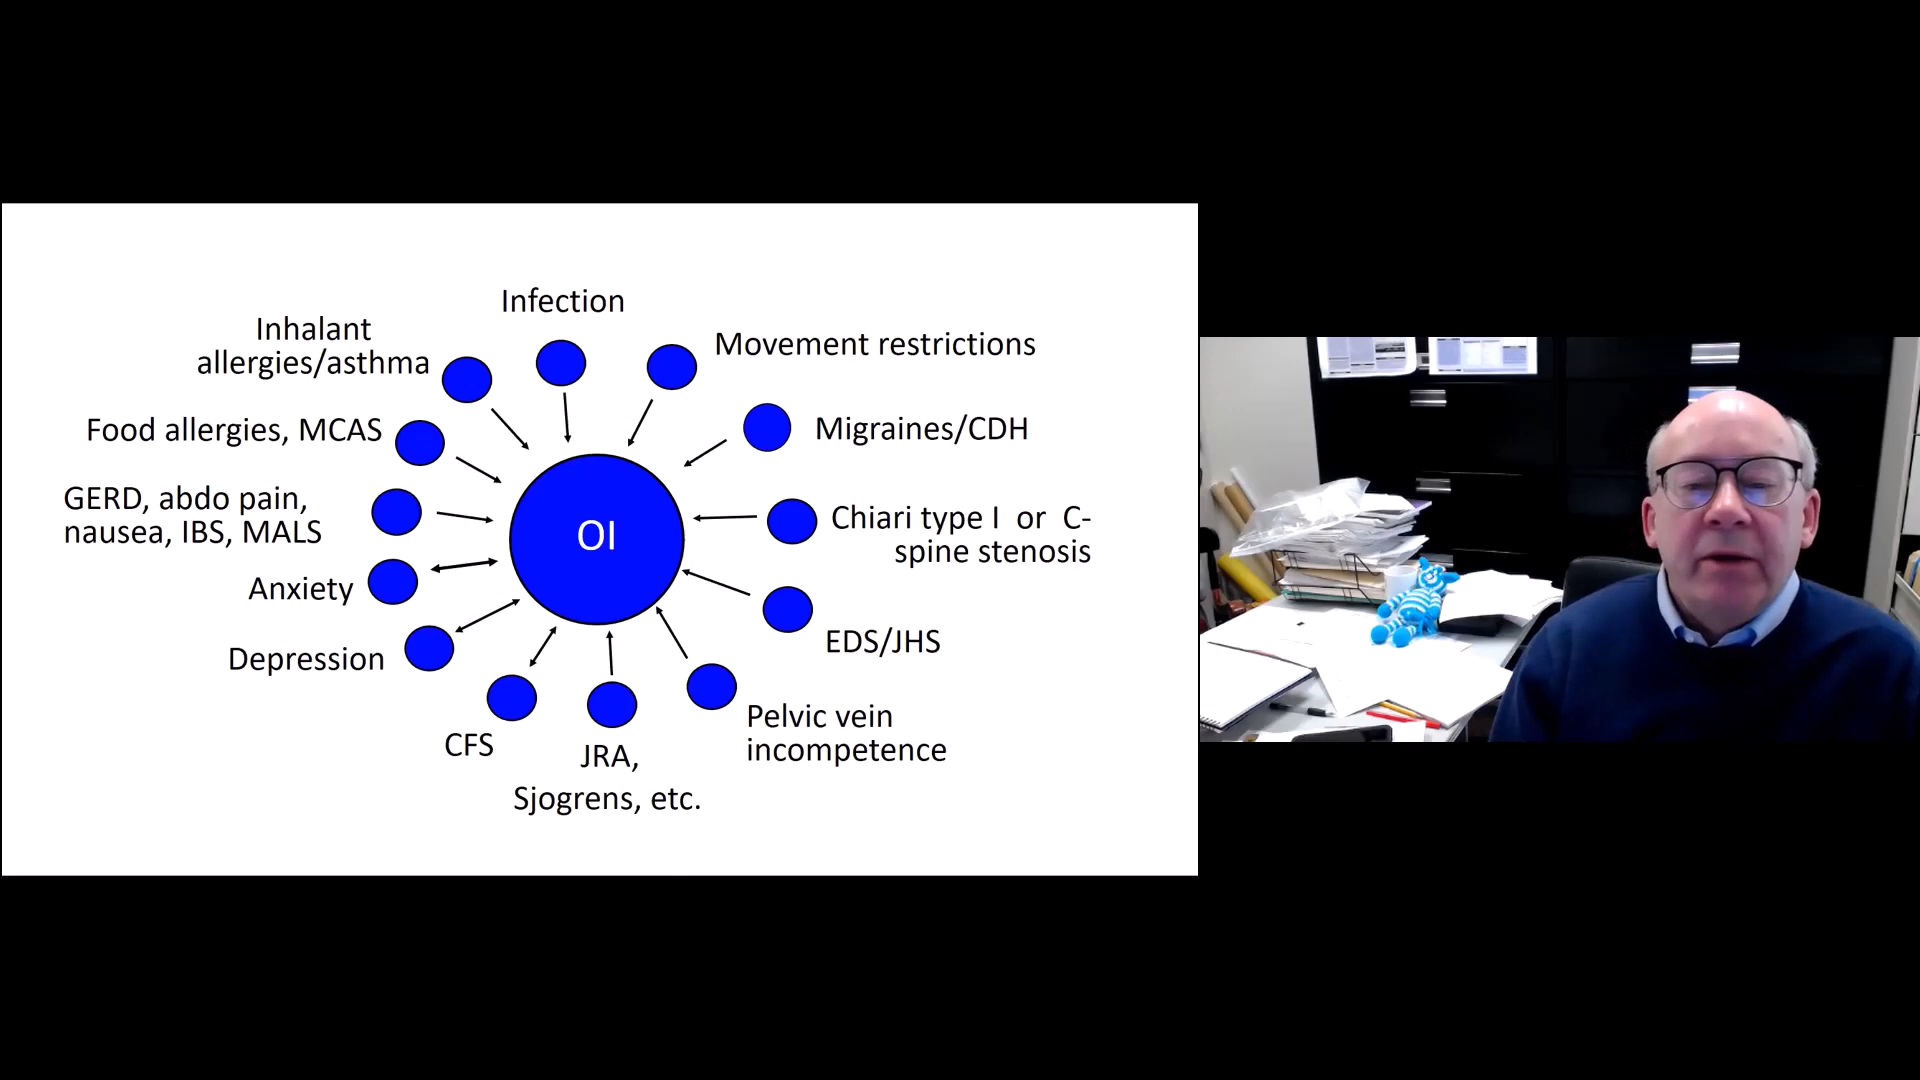 Infection
Inhalant
allergies/asthma
Movement restrictions
Food allergies, MCAS
Migraines/CDH
GERD, abdo pain,
nausea, IBS, MALS
OI
Chiari type I or C-
spine stenosis
Anxiety
EDS/JHS
Depression
Pelvic vein
incompetence
CFS
JRA,
Sjogrens, etc.